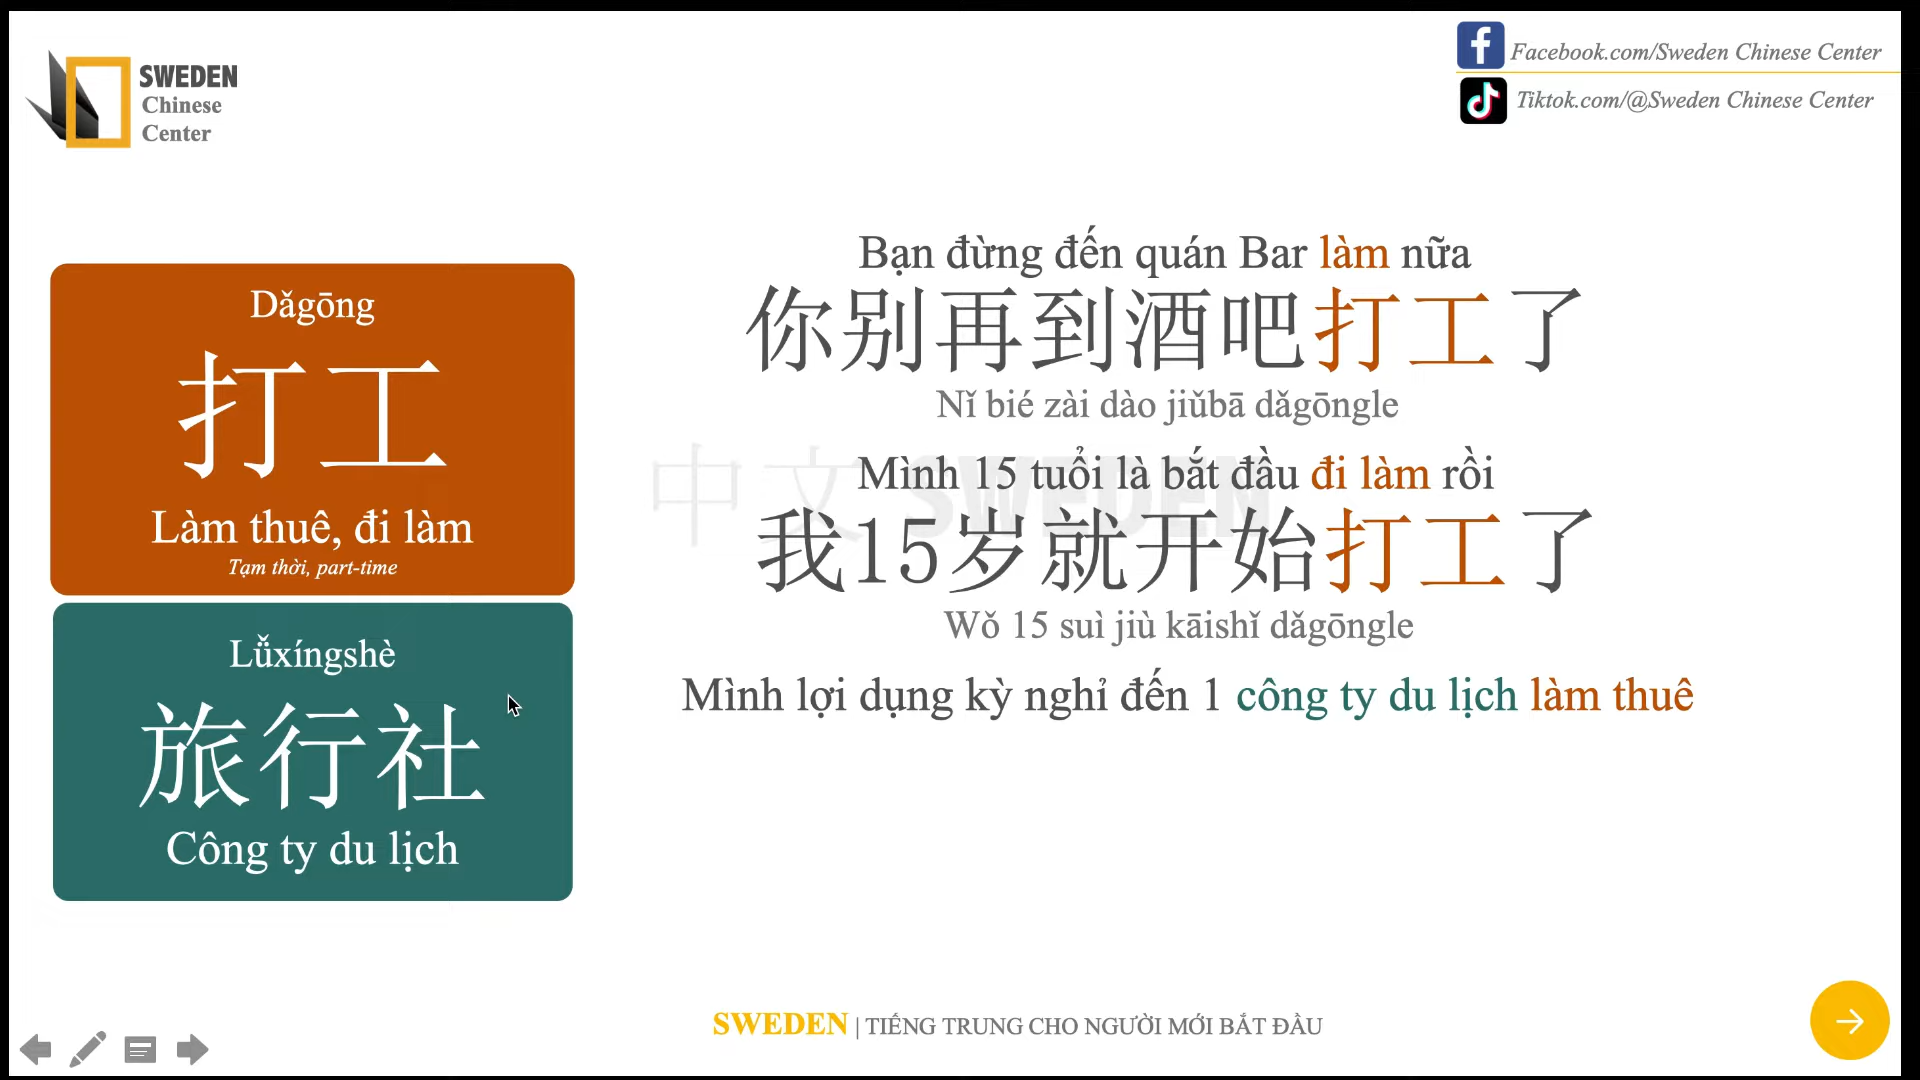 SWEDEN
Chinese
Center
Facebook.com/Sweden Chinese Center
Tiktok.com/@Sweden Chinese Center
Dǎgōng
打工
Làm thuê, đi làm
Tạm thời, part-time
Lǚxíngshè
旅行社
Công ty du lịch
Bạn đừng đến quán Bar làm nữa
你别再到酒吧打工了
Nǐ bié zài dào jiǔbā dǎgōngle
中文 SWEDEN
Mình 15 tuổi là bắt đầu đi làm rồi
我15岁就开始打工了
Wǒ 15 suì jiù kāishǐ dǎgōngle
Mình lợi dụng kỳ nghỉ đến 1 công ty du lịch làm thuê
SWEDEN | TIẾNG TRUNG CHO NGƯỜI MỚI BẮT ĐẦU